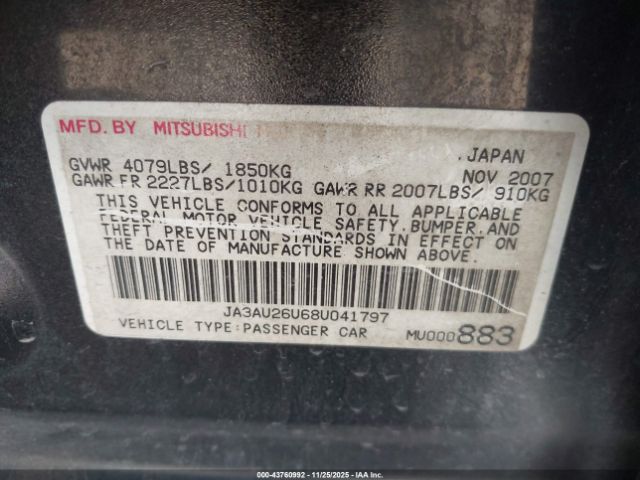 MFD. BY MITSUBISHI
, JAPAN
GVWR 4079LBS/ 1850KG NOV 2007
GAWR FR 2227LBS/1010KG GAWR RR 2007LBS/ 910KG
THIS VEHICLE CONFORMS TO ALL APPLICABLE
FEDERAL MOTOR VEHICLE SAFETY, BUMPER, AND
THEFT PREVENTION STANDARDS IN EFFECT ON
THE DATE OF MANUFACTURE SHOWN ABOVE.
JA3AU26U68U041797
VEHICLE TYPE:PASSENGER CAR MU000883
000-43760992 - 11/25/2025 - IAA Inc.